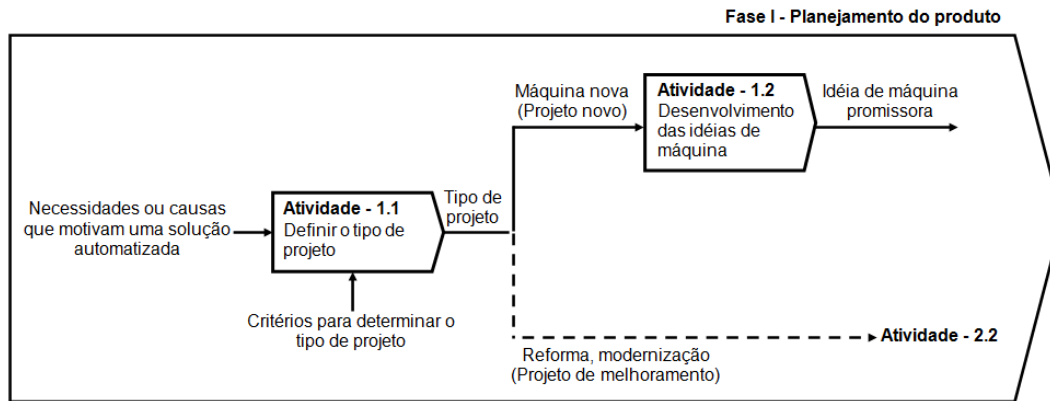 Fase I - Planejamento do produto
Máquina nova
(Projeto novo)
Atividade - 1.2
Desenvolvimento
das idéias de
máquina
Idéia de máquina
promissora
Necessidades ou causas
que motivam uma solução
automatizada
Atividade - 1.1
Definir o tipo de
projeto
Tipo de
projeto
Critérios para determinar o
tipo de projeto
Atividade - 2.2
Reforma, modernização
(Projeto de melhoramento)